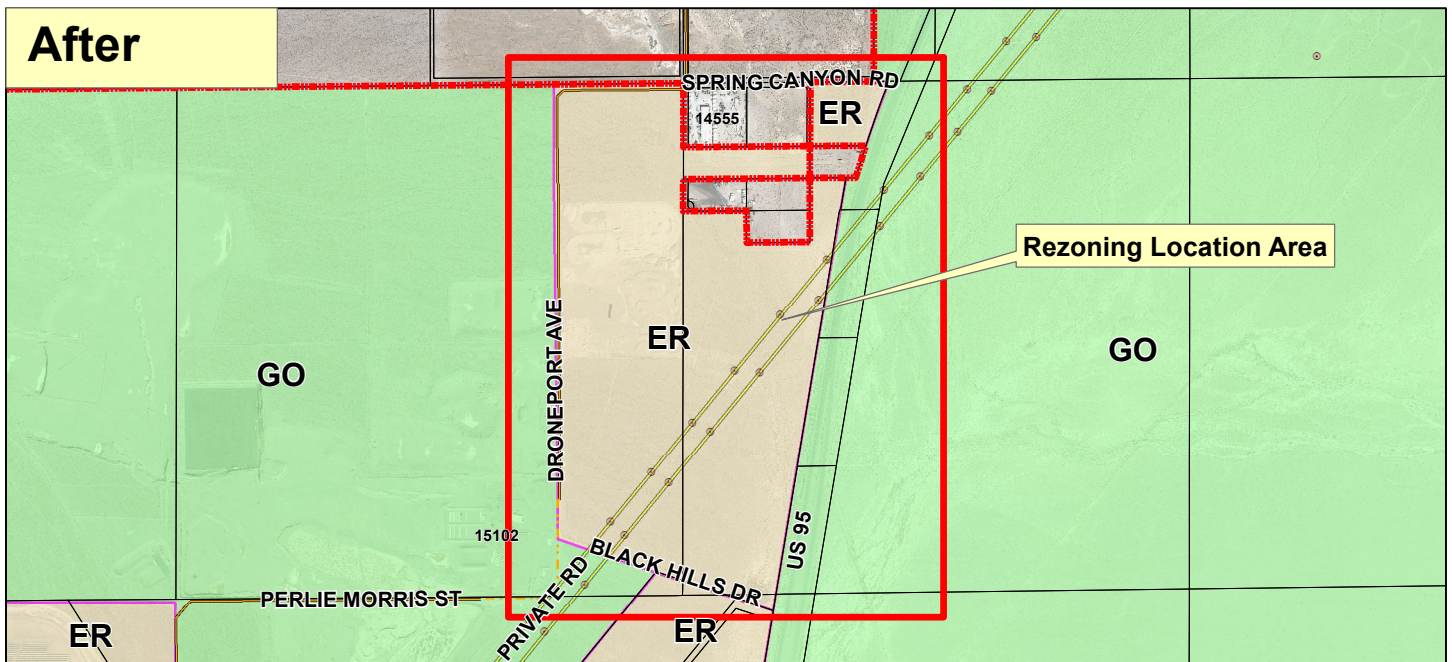 After
SPRING CANYON RD
14555
ER
Rezoning Location Area
ER
GO
GO
DRONEPORT AVE
US 95
15102
BLACK HILLS DR
PRIVATE RD
PERLIE MORRIS ST
ER
ER